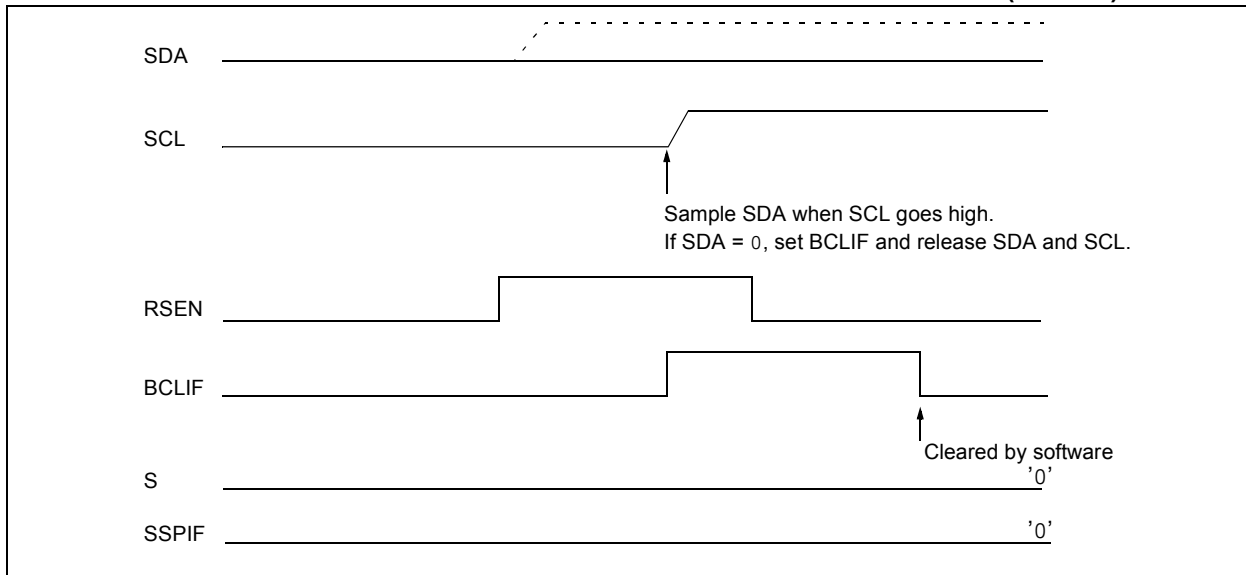 SDA
SCL
Sample SDA when SCL goes high.
If SDA = 0, set BCLIF and release SDA and SCL.
RSEN
BCLIF
Cleared by software
S
'0'
SSPIF
'0'